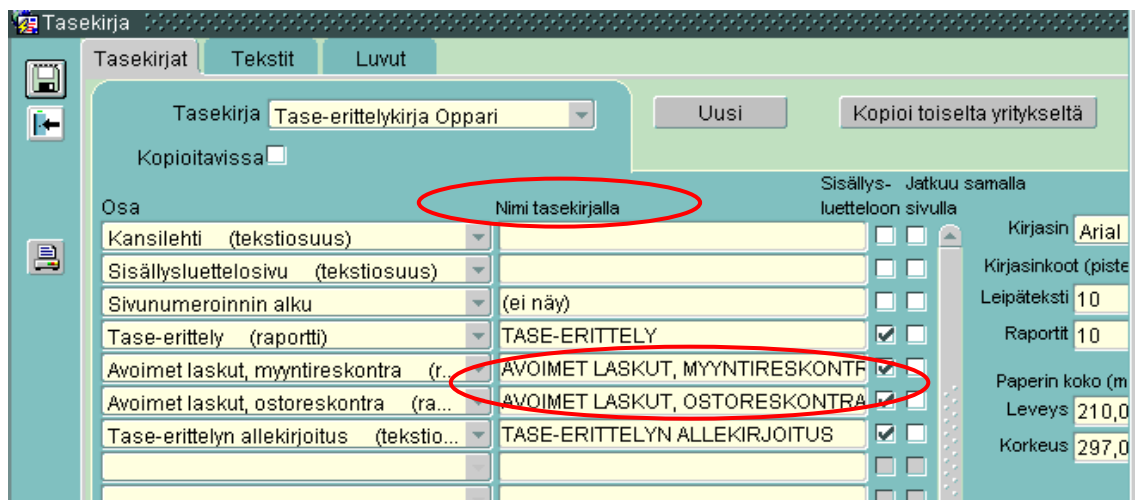 Tasekirja
Tasekirjat Tekstit Luvut
Tasekirja Tase-erittelykirja Oppari Uusi Kopioi toiselta yritykseltä
Kopioitavissa
Sisällys- Jatkuu samalla
Osa Nimi tasekirjalla luetteloon sivulla
Kansilehti (tekstiosuus) Kirjasin Arial
Sisällysluettelosivu (tekstiosuus) Kirjasinkoot (piste
Sivunumeroinnin alku (ei näy) Leipäteksti 10
Tase-erittely (raportti) TASE-ERITTELY Raportit 10
Avoimet laskut, myyntireskontra (r... AVOIMET LASKUT, MYYNTIRESKONTR
Paperin koko (m
Avoimet laskut, ostoreskontra (ra... AVOIMET LASKUT, OSTORESKONTRA Leveys 210,0
Tase-erittelyn allekirjoitus (tekstio... TASE-ERITTELYN ALLEKIRJOITUS Korkeus 297,0